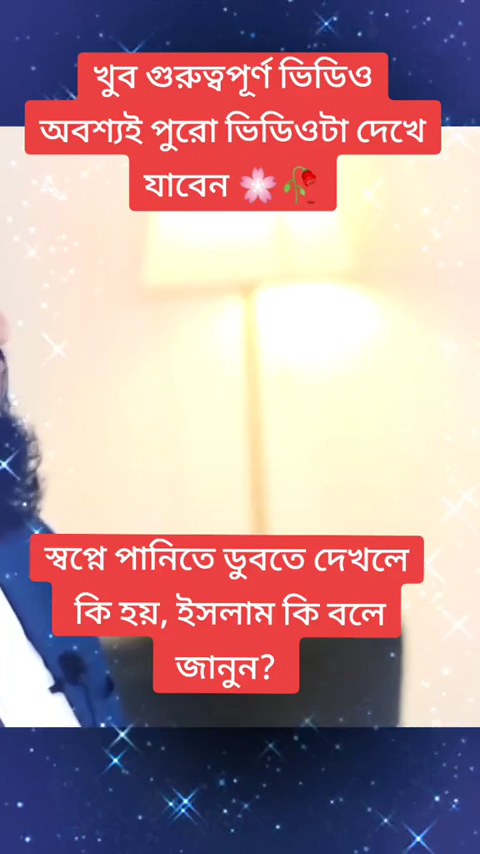 খুব গুরুত্বপূর্ণ ভিডিও
অবশ্যই পুরো ভিডিওটা দেখে
যাবেন 🌸🥀
স্বপ্নে পানিতে ডুবতে দেখলে
কি হয়, ইসলাম কি বলে
জানুন?